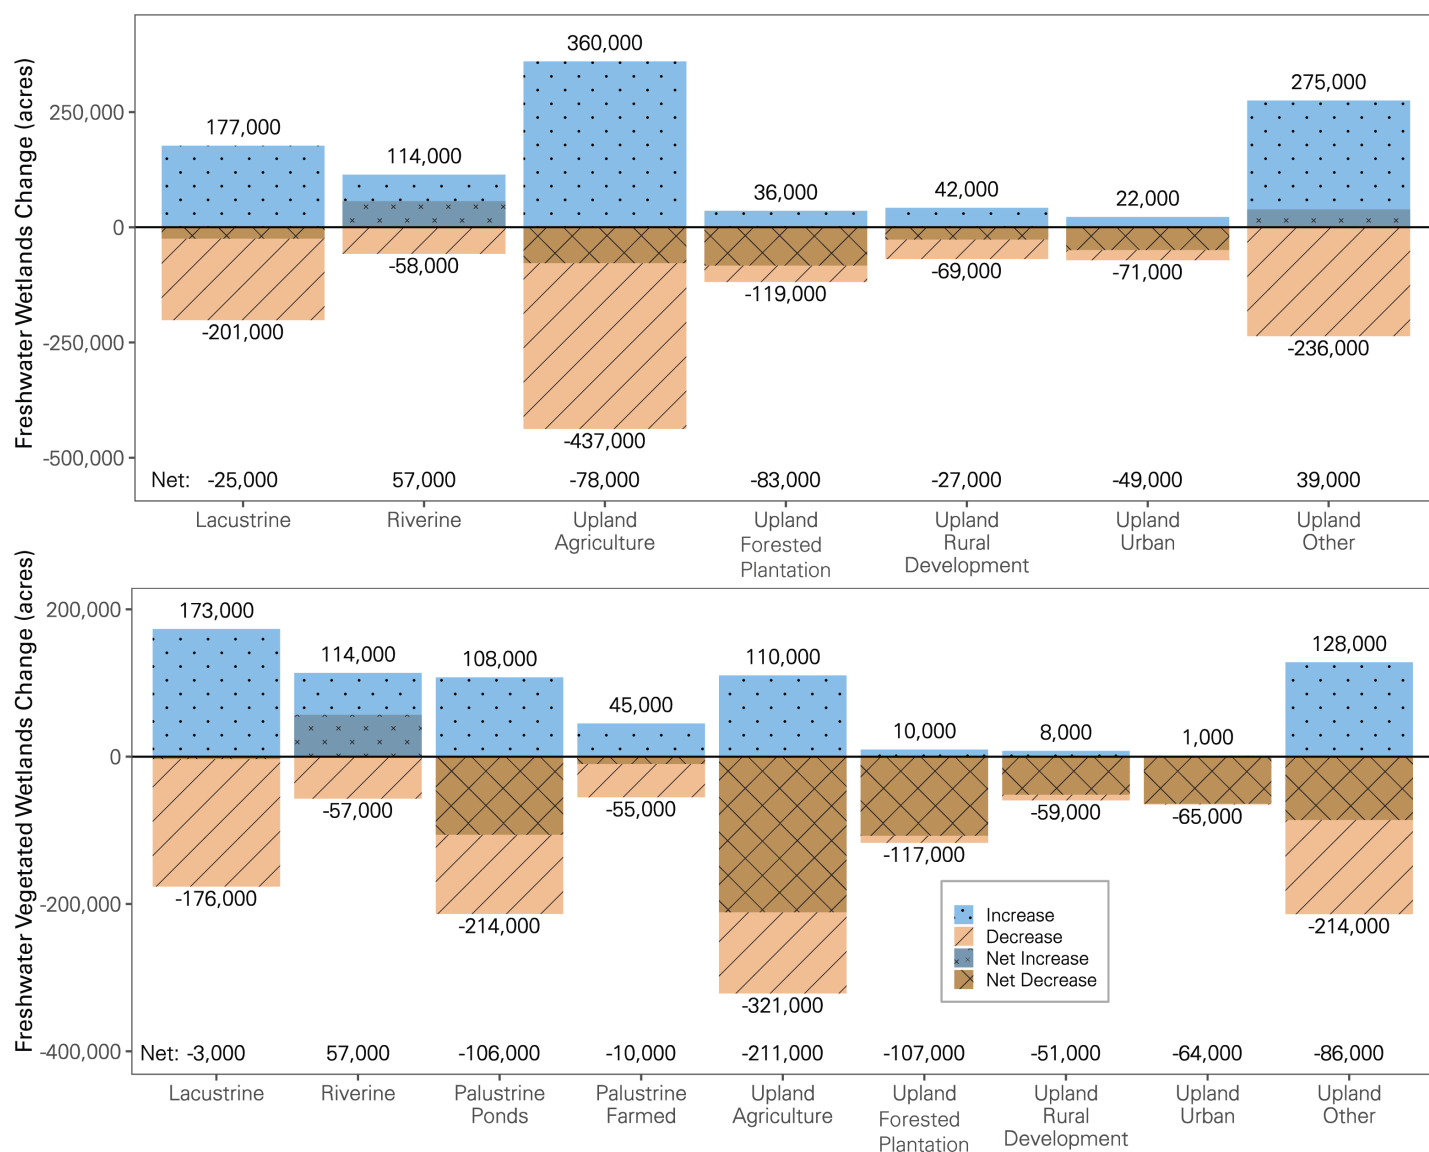 Freshwater Wetlands Change (acres)
250,000
0
-250,000
-500,000
177,000
114,000
360,000
36,000
42,000
22,000
275,000
-201,000
-58,000
-437,000
-119,000
-69,000
-71,000
-236,000
Net: -25,000 57,000 -78,000 -83,000 -27,000 -49,000 39,000
Lacustrine
Riverine
Upland
Agriculture
Upland
Forested
Plantation
Upland
Rural
Development
Upland
Urban
Upland
Other
Freshwater Vegetated Wetlands Change (acres)
200,000
0
-200,000
-400,000
173,000
114,000
108,000
45,000
110,000
10,000
8,000
1,000
128,000
-176,000
-57,000
-214,000
-55,000
-321,000
-117,000
-59,000
-65,000
-214,000
Increase
Decrease
Net Increase
Net Decrease
Net: -3,000 57,000 -106,000 -10,000 -211,000 -107,000 -51,000 -64,000 -86,000
Lacustrine
Riverine
Palustrine
Ponds
Palustrine
Farmed
Upland
Agriculture
Upland
Forested
Plantation
Upland
Rural
Development
Upland
Urban
Upland
Other